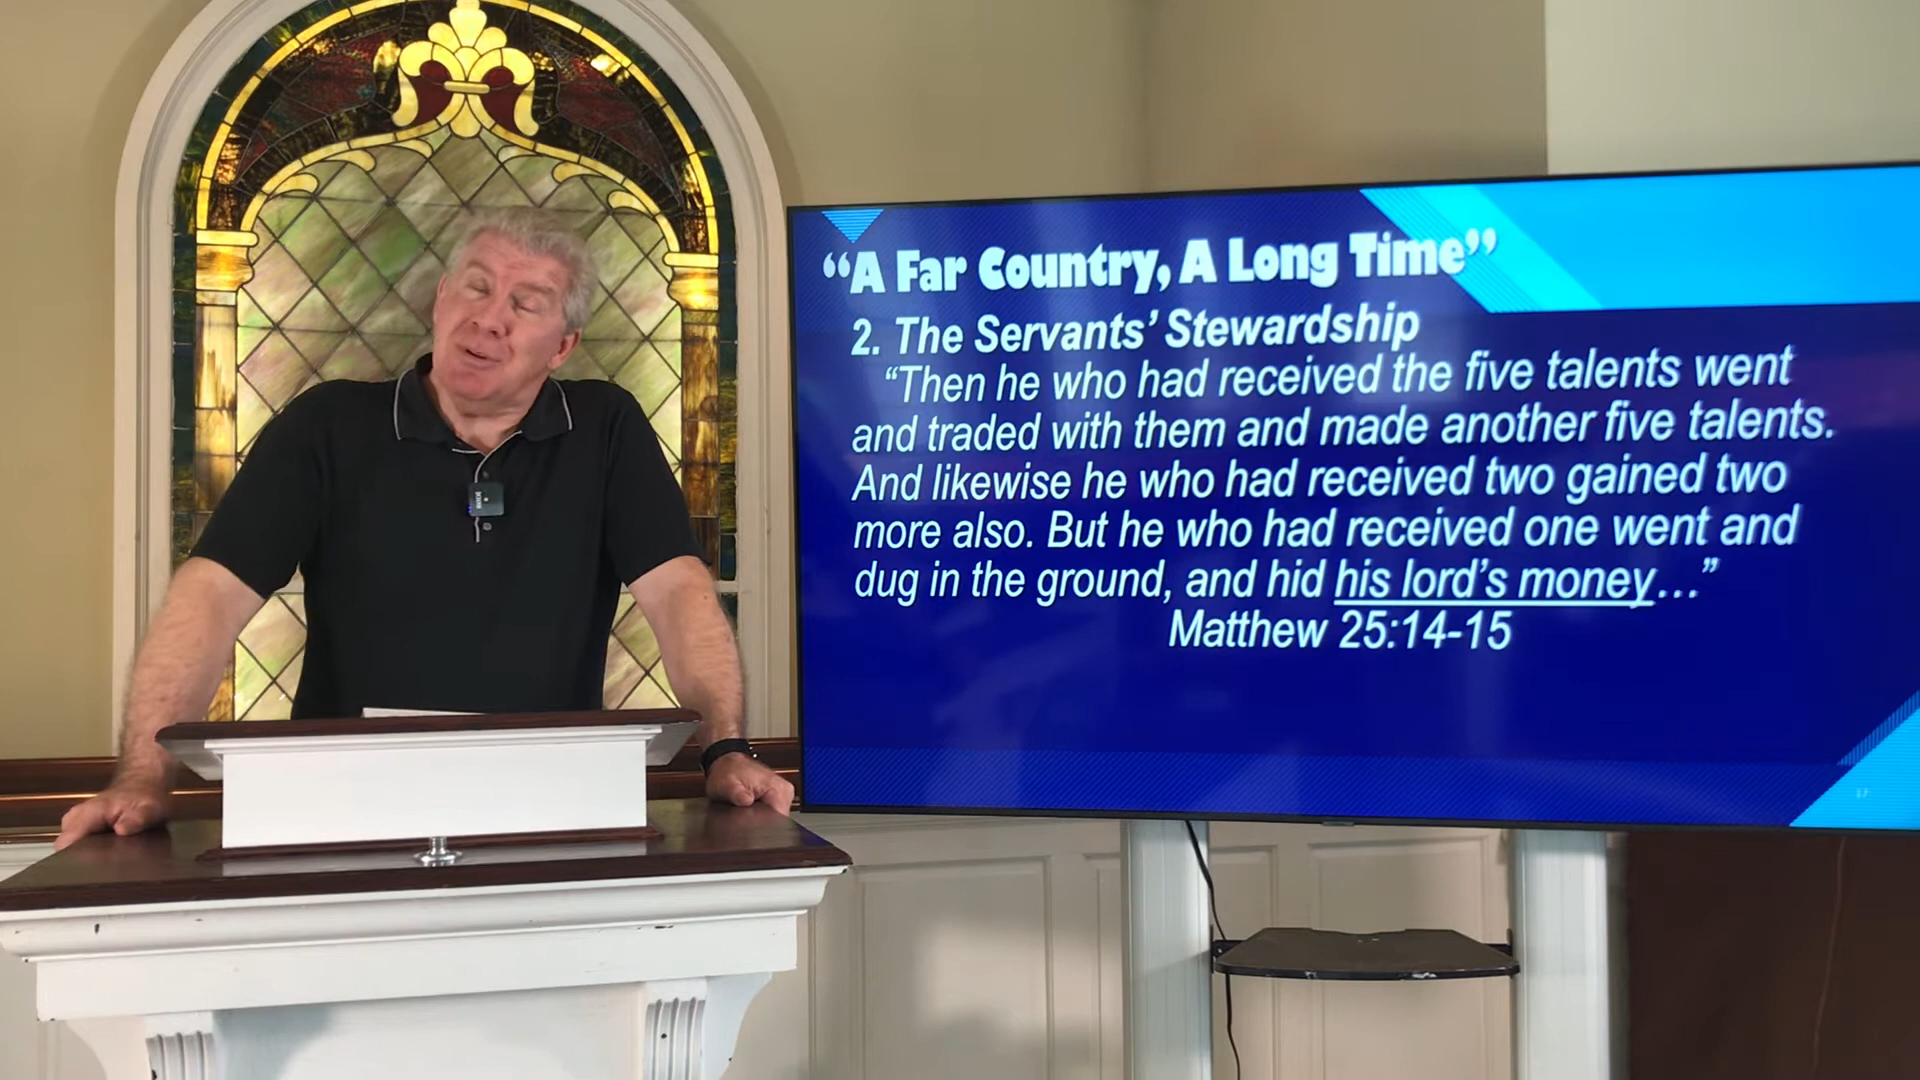 “A Far Country, A Long Time”
2. The Servants’ Stewardship
“Then he who had received the five talents went
and traded with them and made another five talents.
And likewise he who had received two gained two
more also. But he who had received one went and
dug in the ground, and hid his lord’s money…”
Matthew 25:14-15
17